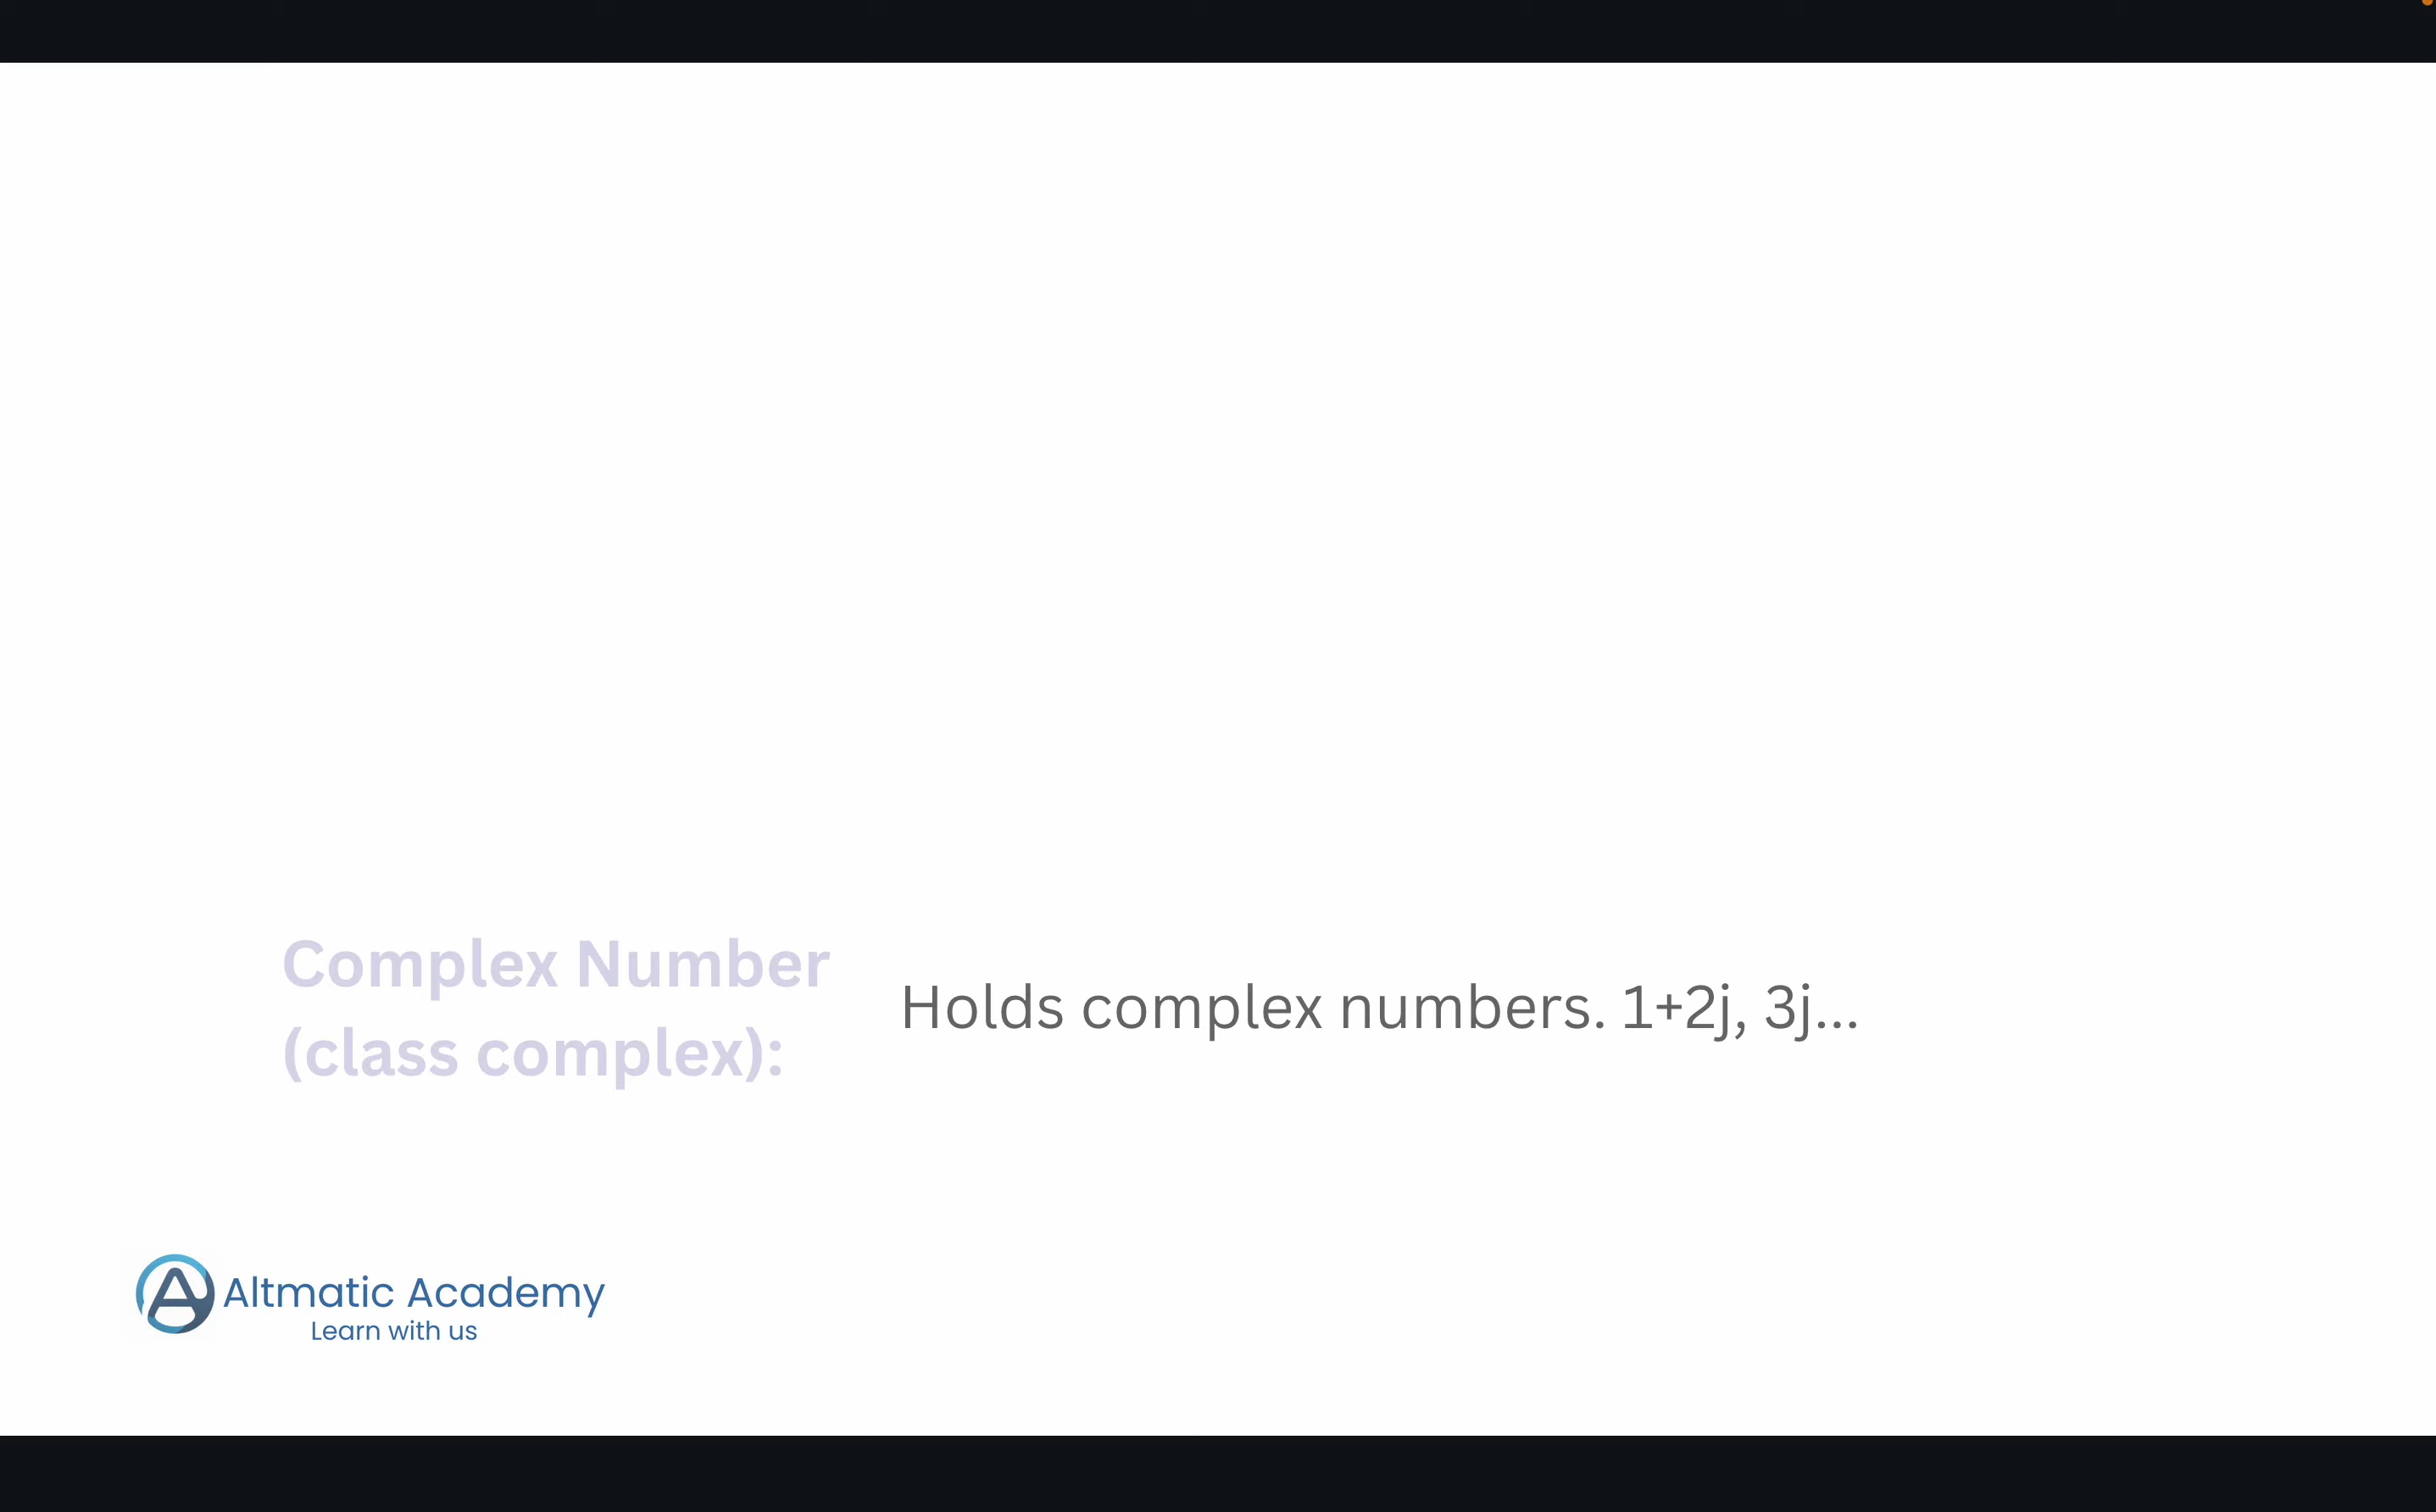 Complex Number
(class complex):
Holds complex numbers. 1+2j, 3j...
Altmatic Academy
Learn with us